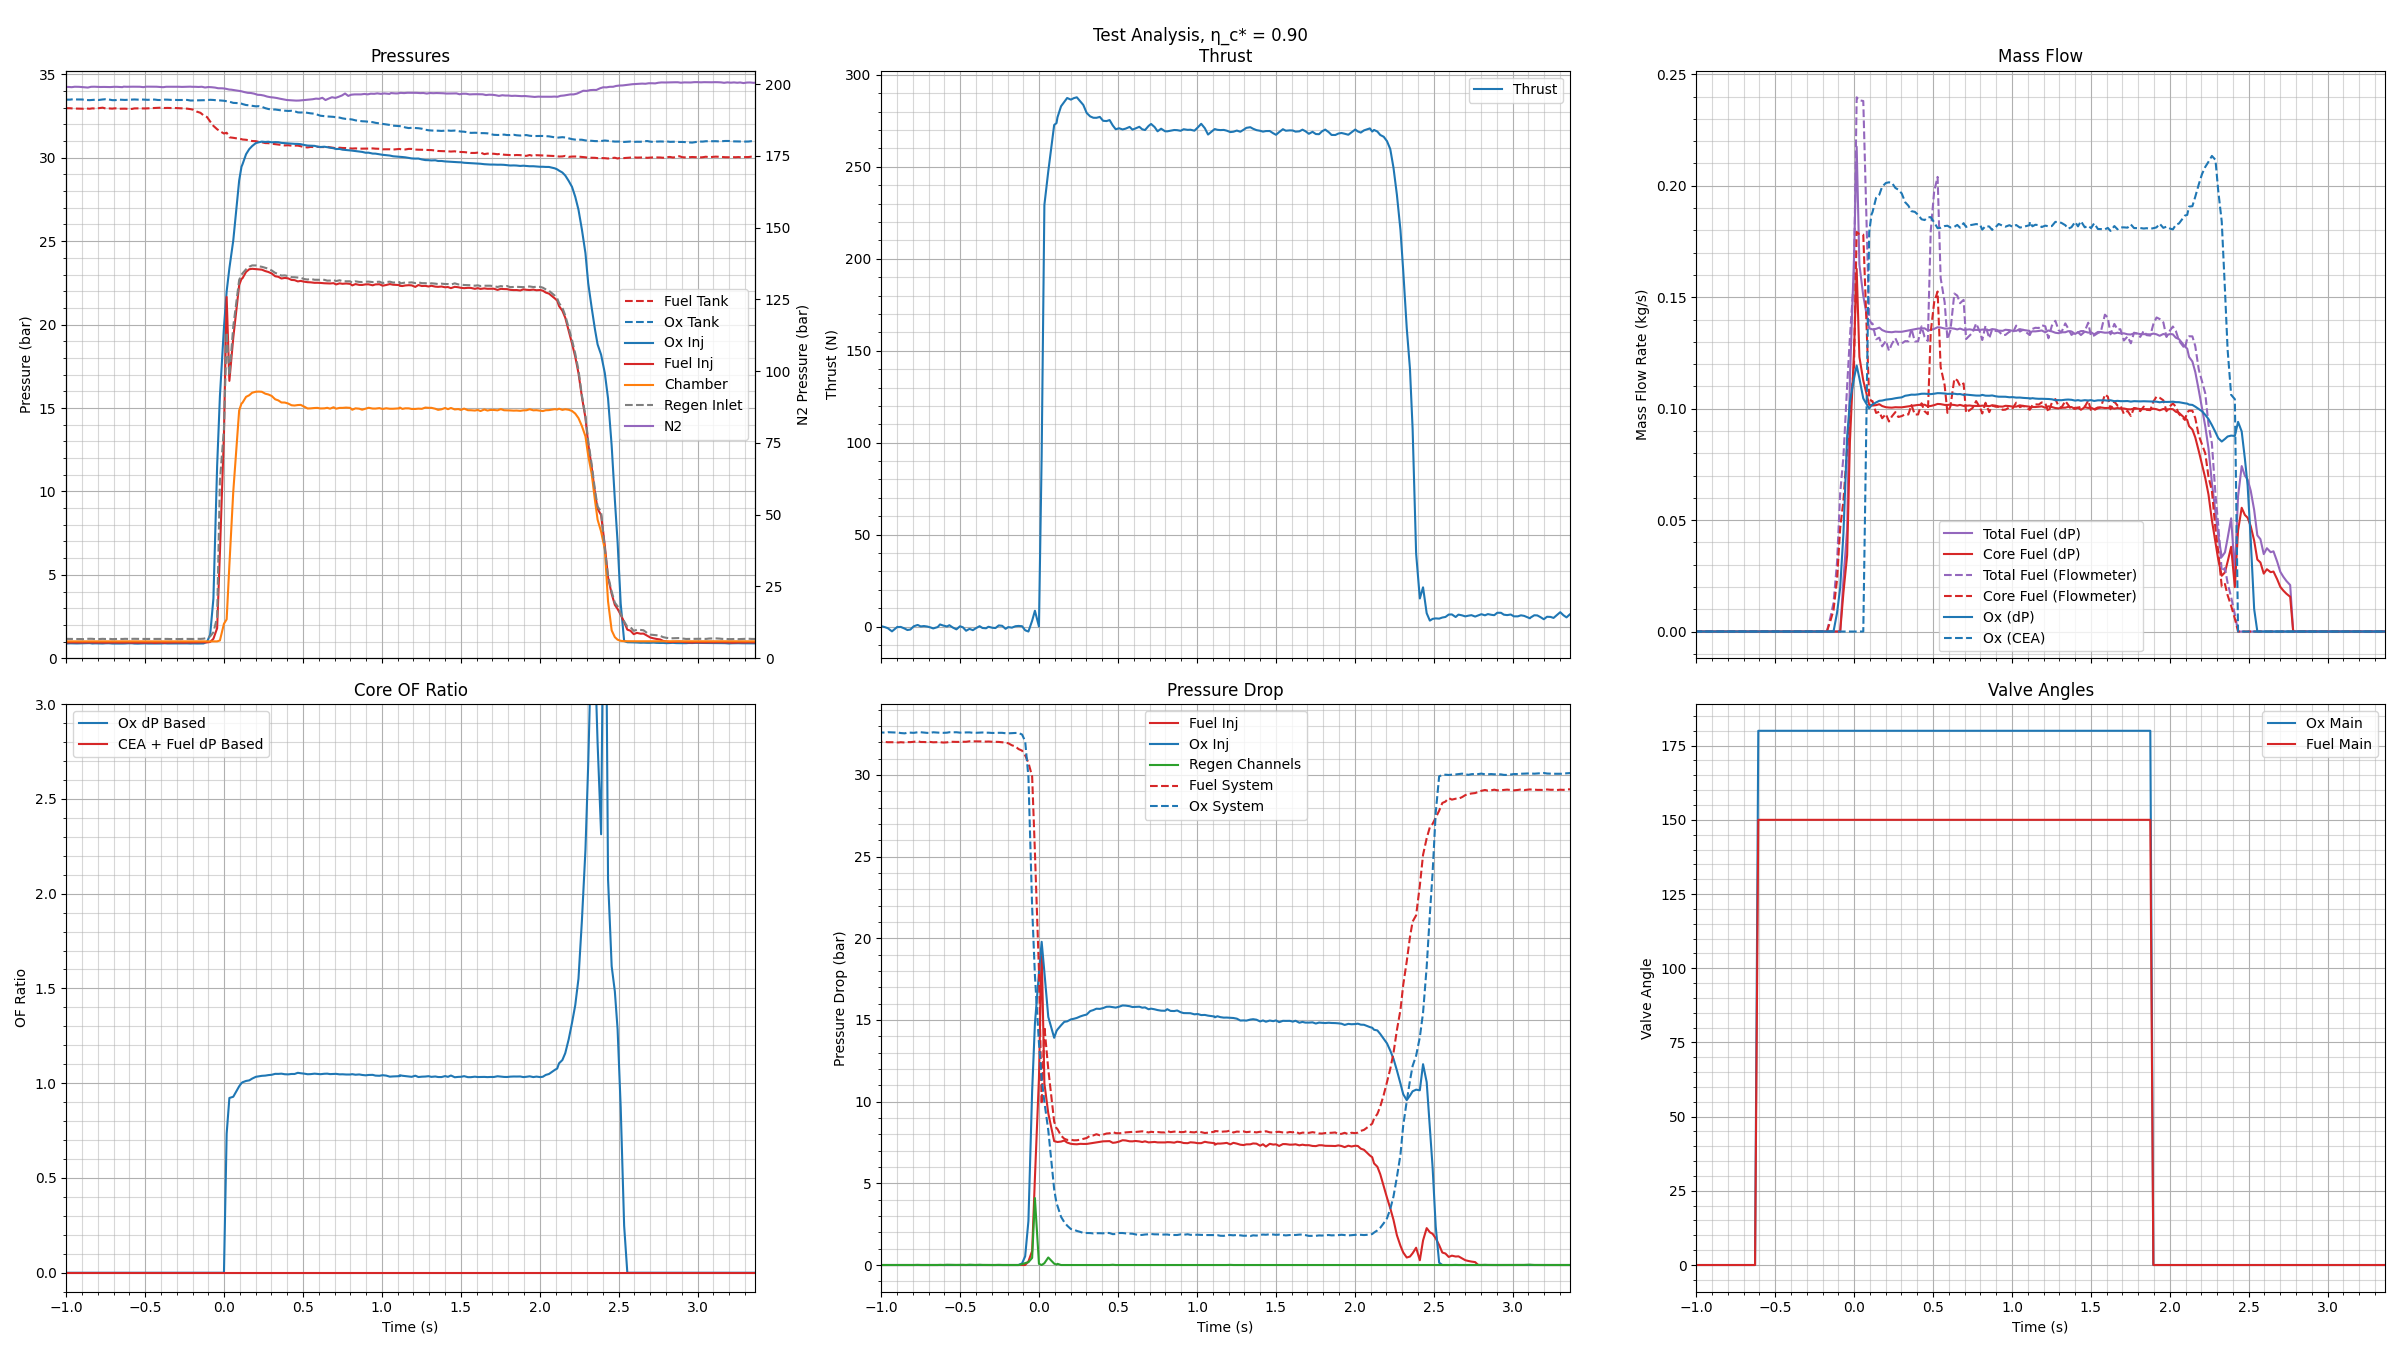 Test Analysis, η_c* = 0.90
Pressures
35
30
25
20
15
10
5
0
Pressure (bar)
200
175
150
125
100
75
50
25
0
N2 Pressure (bar)
Fuel Tank
Ox Tank
Ox Inj
Fuel Inj
Chamber
Regen Inlet
N2
Thrust
300
250
200
150
100
50
0
Thrust (N)
Thrust
Mass Flow
0.25
0.20
0.15
0.10
0.05
0.00
Mass Flow Rate (kg/s)
Total Fuel (dP)
Core Fuel (dP)
Total Fuel (Flowmeter)
Core Fuel (Flowmeter)
Ox (dP)
Ox (CEA)
Core OF Ratio
3.0
2.5
2.0
1.5
1.0
0.5
0.0
OF Ratio
Ox dP Based
CEA + Fuel dP Based
−1.0 −0.5 0.0 0.5 1.0 1.5 2.0 2.5 3.0
Time (s)
Pressure Drop
30
25
20
15
10
5
0
Pressure Drop (bar)
Fuel Inj
Ox Inj
Regen Channels
Fuel System
Ox System
−1.0 −0.5 0.0 0.5 1.0 1.5 2.0 2.5 3.0
Time (s)
Valve Angles
175
150
125
100
75
50
25
0
Valve Angle
Ox Main
Fuel Main
−1.0 −0.5 0.0 0.5 1.0 1.5 2.0 2.5 3.0
Time (s)